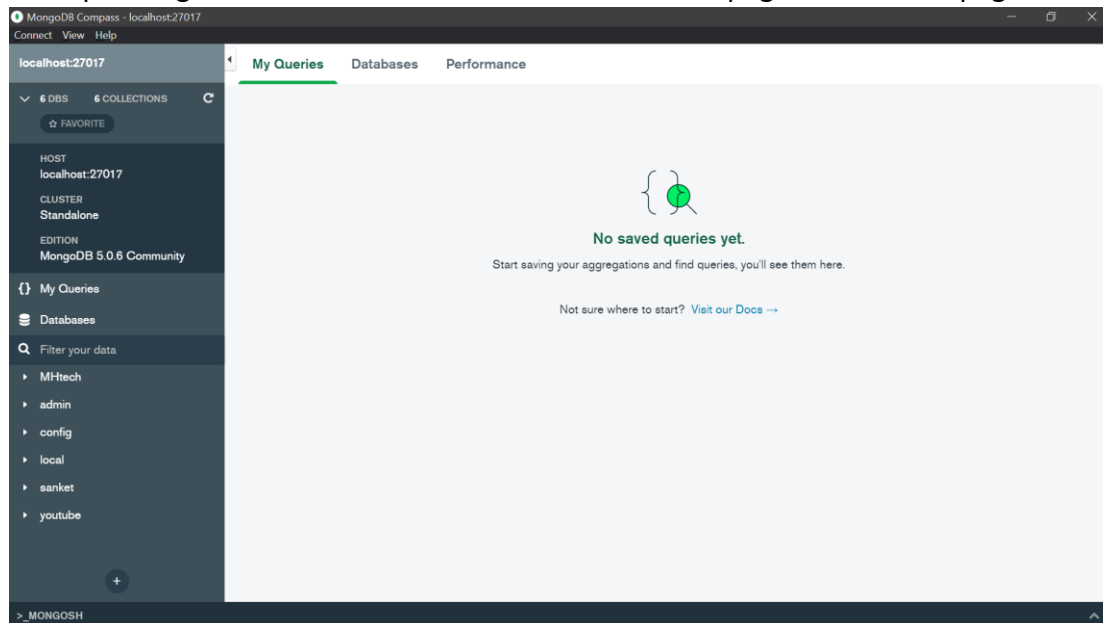 MongoDB Compass - localhost:27017
Connect View Help
localhost:27017
My Queries Databases Performance
6 DBS 6 COLLECTIONS
☆ FAVORITE
HOST
localhost:27017
CLUSTER
Standalone
EDITION
MongoDB 5.0.6 Community
{} My Queries
Databases
Filter your data
MHtech
admin
config
local
sanket
youtube
+
>_MONGOSH
{ }
No saved queries yet.
Start saving your aggregations and find queries, you'll see them here.
Not sure where to start? Visit our Docs →